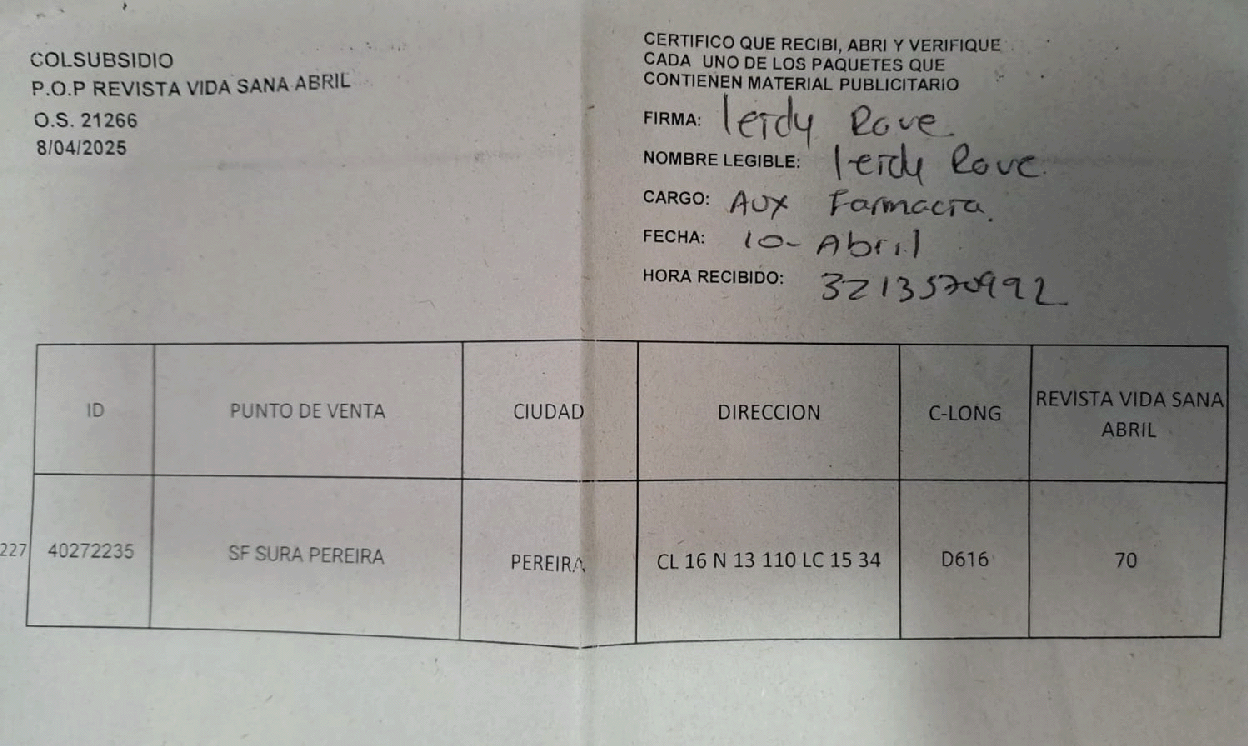 COLSUBSIDIO
P.O.P REVISTA VIDA SANA ABRIL
O.S. 21266
8/04/2025
CERTIFICO QUE RECIBI, ABRI Y VERIFIQUE
CADA UNO DE LOS PAQUETES QUE
CONTIENEN MATERIAL PUBLICITARIO
FIRMA: leidy Rave
NOMBRE LEGIBLE: leidy Rave
CARGO: AUX Farmacia.
FECHA: 10- Abril
HORA RECIBIDO: 3213570992
ID PUNTO DE VENTA CIUDAD DIRECCION C-LONG REVISTA VIDA SANA
ABRIL
227 40272235 SF SURA PEREIRA PEREIRA CL 16 N 13 110 LC 15 34 D616 70